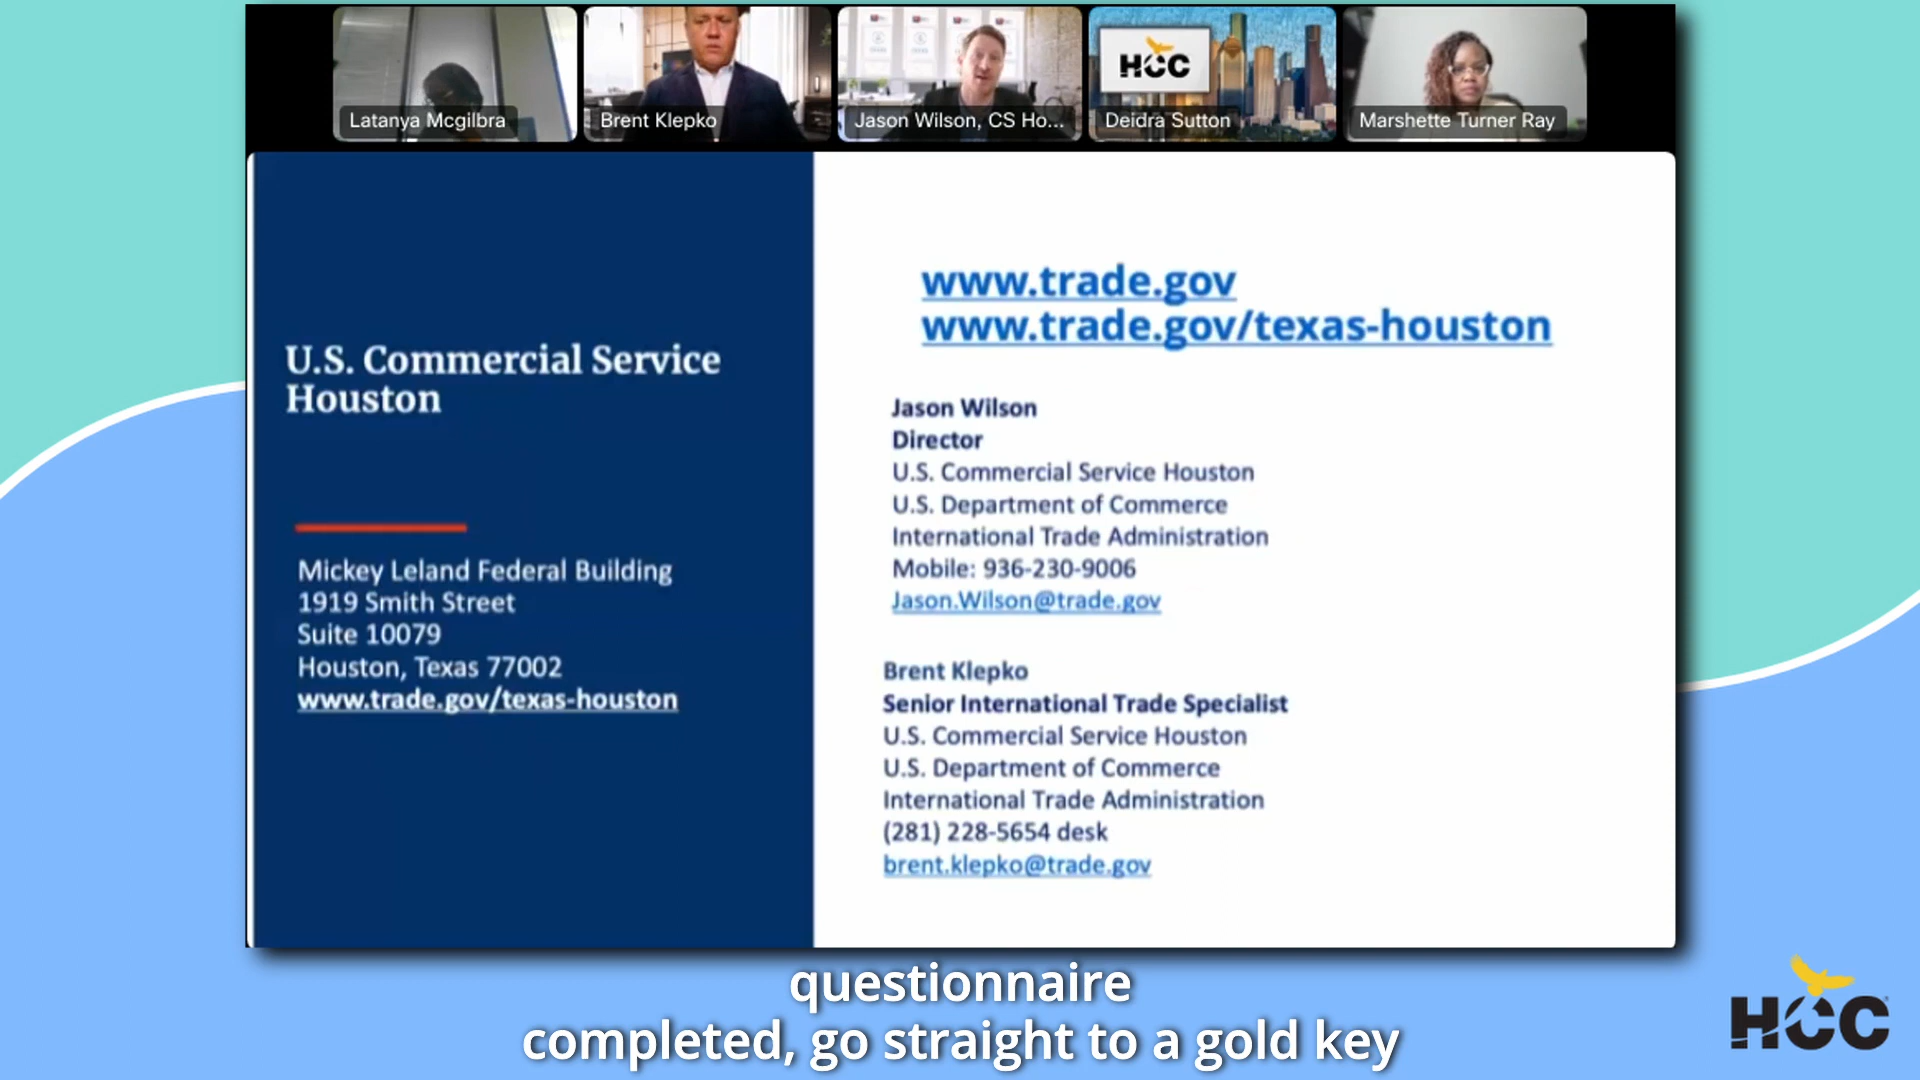 HCC
Latanya Mcgilbra
Brent Klepko
Jason Wilson, CS Ho...
Deidra Sutton
Marshette Turner Ray
U.S. Commercial Service
Houston
Mickey Leland Federal Building
1919 Smith Street
Suite 10079
Houston, Texas 77002
www.trade.gov/texas-houston
www.trade.gov
www.trade.gov/texas-houston
Jason Wilson
Director
U.S. Commercial Service Houston
U.S. Department of Commerce
International Trade Administration
Mobile: 936-230-9006
Jason.Wilson@trade.gov
Brent Klepko
Senior International Trade Specialist
U.S. Commercial Service Houston
U.S. Department of Commerce
International Trade Administration
(281) 228-5654 desk
brent.klepko@trade.gov
questionnaire
completed, go straight to a gold key
HCC